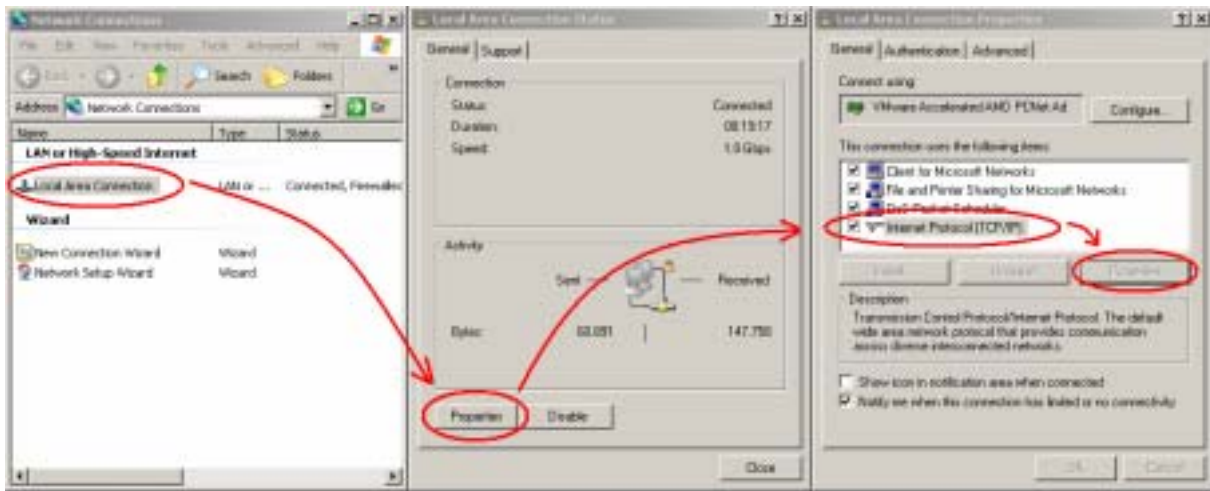 Network Connections
File Edit View Favorites Tools Advanced Help
Back Search Folders
Address Network Connections Go
Name Type Status
LAN or High-Speed Internet
Local Area Connection LAN or ... Connected, Firewalled
Wizard
New Connection Wizard Wizard
Network Setup Wizard Wizard
Local Area Connection Status
General Support
Connection
Status: Connected
Duration:
Speed: 1.0 Gbps
Activity
Sent Received
Bytes: 147.798
Properties Disable
Close
Local Area Connection Properties
General Authentication Advanced
Connect using:
VMware Accelerated AMD PCNet Ad Configure...
This connection uses the following items:
Client for Microsoft Networks
File and Printer Sharing for Microsoft Networks
QoS Packet Scheduler
Internet Protocol (TCP/IP)
Properties
Description
Transmission Control Protocol/Internet Protocol. The default
wide area network protocol that provides communication
across diverse interconnected networks.
Show icon in notification area when connected
Notify me when this connection has limited or no connectivity
OK Cancel